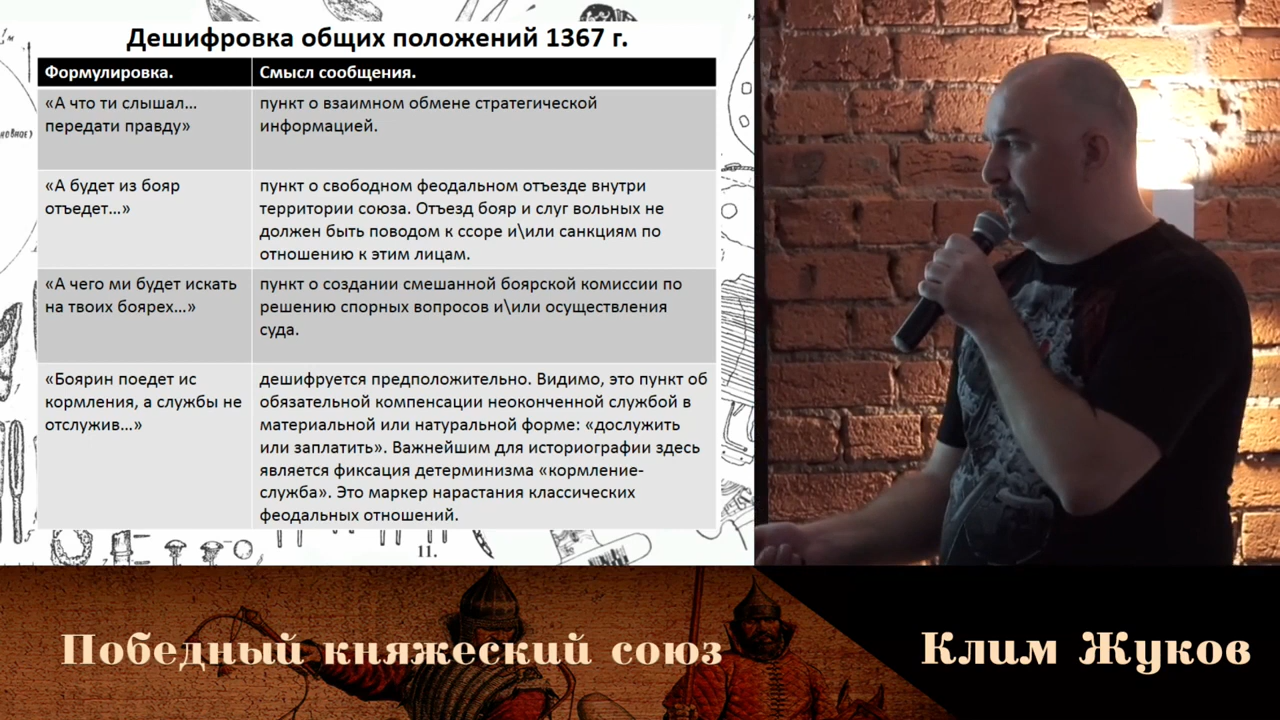 Дешифровка общих положений 1367 г.
Формулировка.
Смысл сообщения.
«А что ти слышал...
передати правду»
пункт о взаимном обмене стратегической
информацией.
«А будет из бояр
отъедет...»
пункт о свободном феодальном отъезде внутри
территории союза. Отъезд бояр и слуг вольных не
должен быть поводом к ссоре и\или санкциям по
отношению к этим лицам.
«А чего ми будет искать
на твоих боярех...»
пункт о создании смешанной боярской комиссии по
решению спорных вопросов и\или осуществления
суда.
«Боярин поедет ис
кормления, а службы не
отслужив...»
дешифруется предположительно. Видимо, это пункт об
обязательной компенсации неоконченной службой в
материальной или натуральной форме: «дослужить
или заплатить». Важнейшим для историографии здесь
является фиксация детерминизма «кормление-
служба». Это маркер нарастания классических
феодальных отношений.
II.
Победный княжеский союз
Клим Жуков